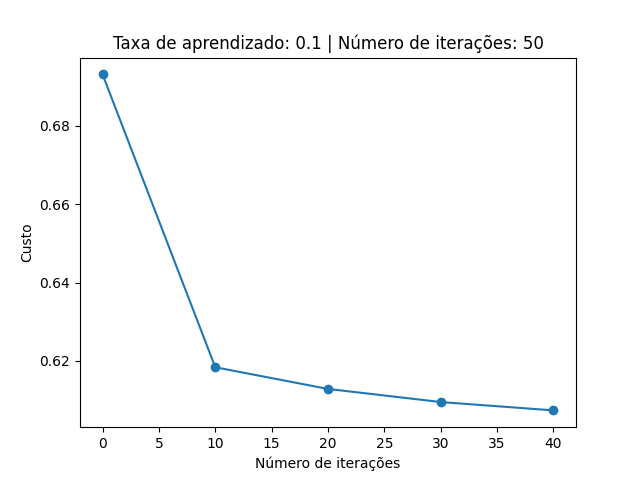 Taxa de aprendizado: 0.1 | Número de iterações: 50
0.68
0.66
0.64
0.62
Custo
0 5 10 15 20 25 30 35 40
Número de iterações